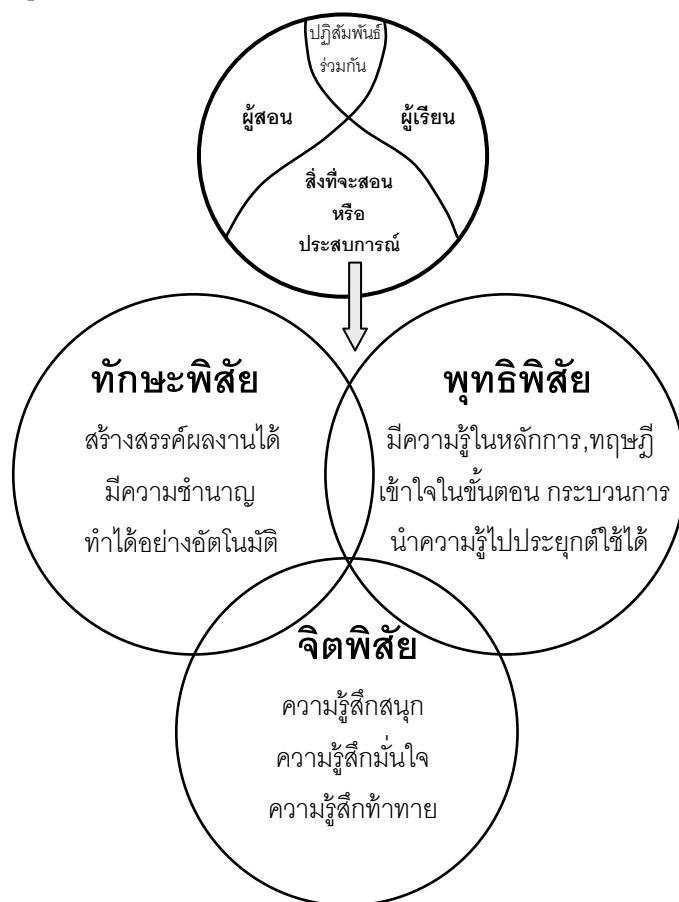 ปฏิสัมพันธ์
ร่วมกัน
ผู้สอน
ผู้เรียน
สิ่งที่จะสอน
หรือ
ประสบการณ์
ทักษะพิสัย
สร้างสรรค์ผลงานได้
มีความชำนาญ
ทำได้อย่างอัตโนมัติ
พุทธิพิสัย
มีความรู้ในหลักการ,ทฤษฎี
เข้าใจในขั้นตอน กระบวนการ
นำความรู้ไปประยุกต์ใช้ได้
จิตพิสัย
ความรู้สึกสนุก
ความรู้สึกมั่นใจ
ความรู้สึกท้าทาย